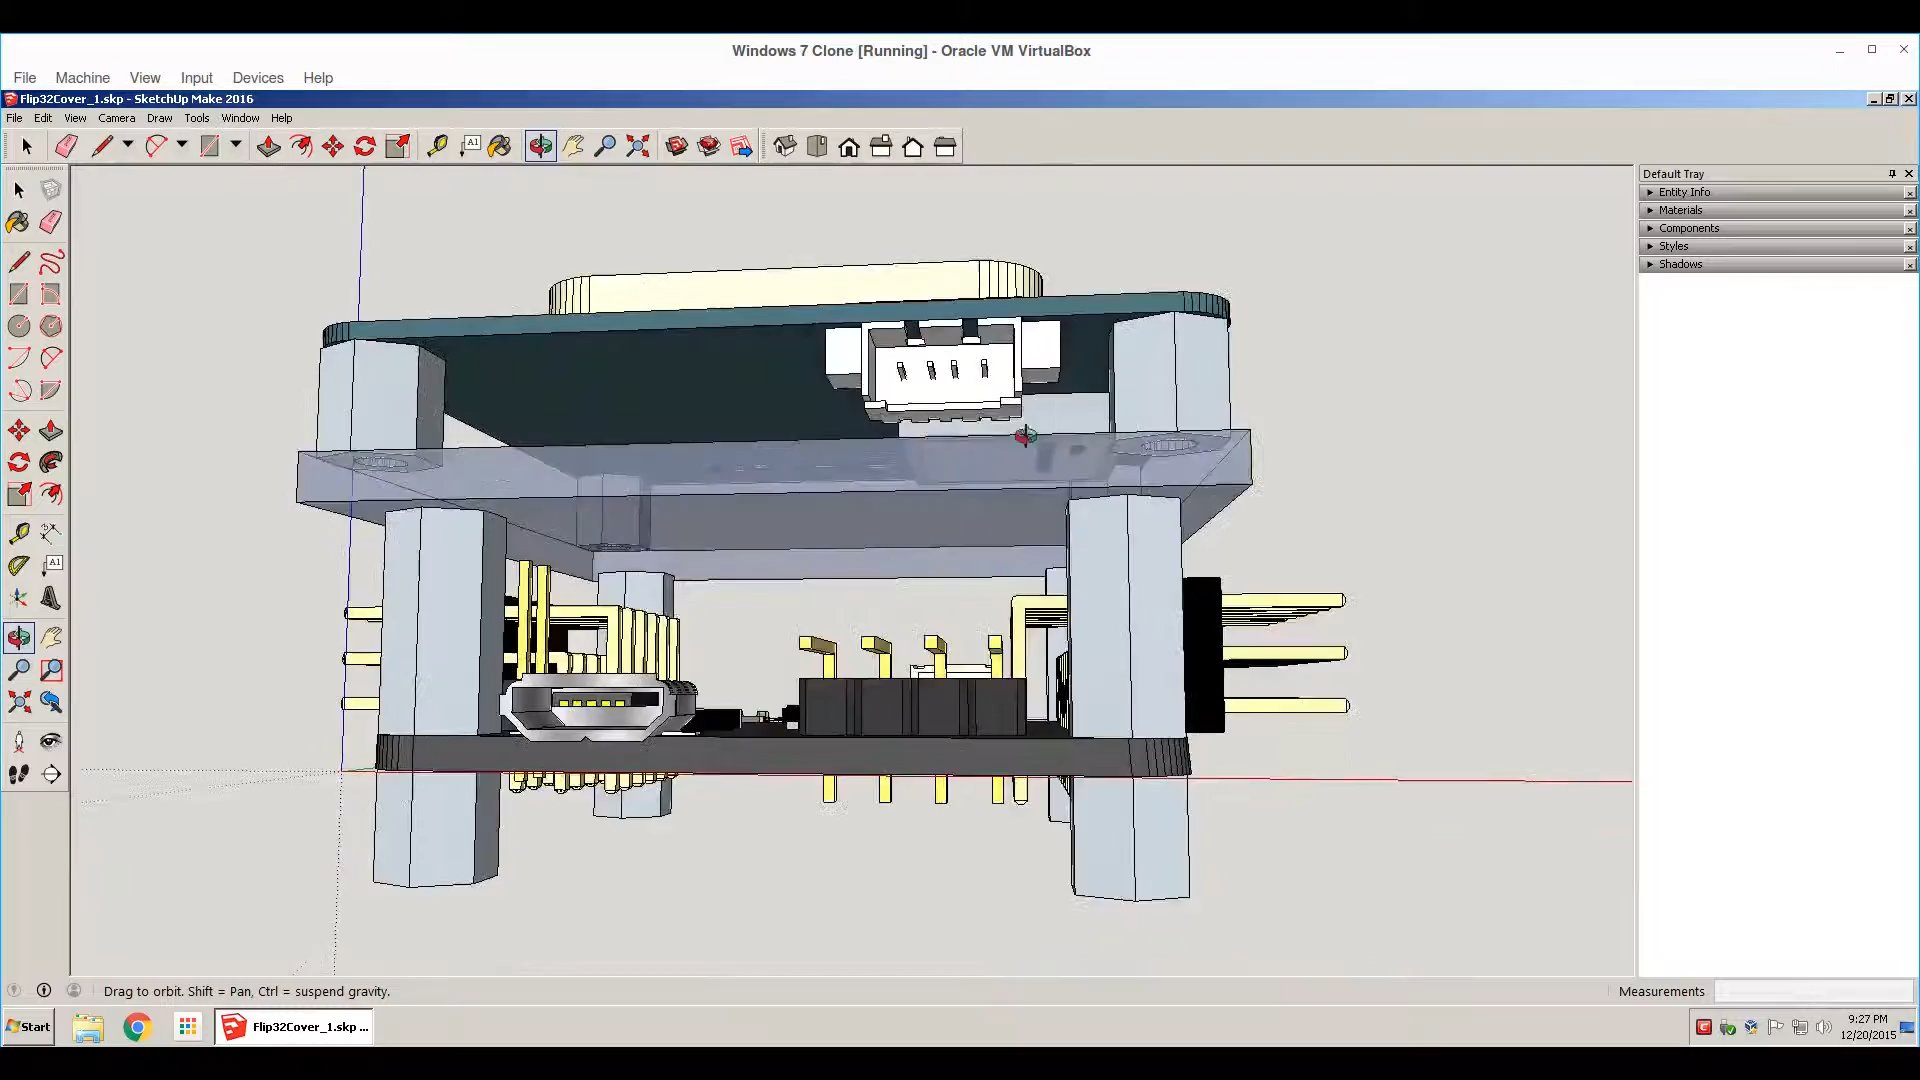 Windows 7 Clone [Running] - Oracle VM VirtualBox
File Machine View Input Devices Help
Flip32Cover_1.skp - SketchUp Make 2016
File Edit View Camera Draw Tools Window Help
A1
Default Tray
Entity Info
Materials
Components
Styles
Shadows
A1
Drag to orbit. Shift = Pan, Ctrl = suspend gravity.
Measurements
Start
Flip32Cover_1.skp ...
9:27 PM
12/20/2015